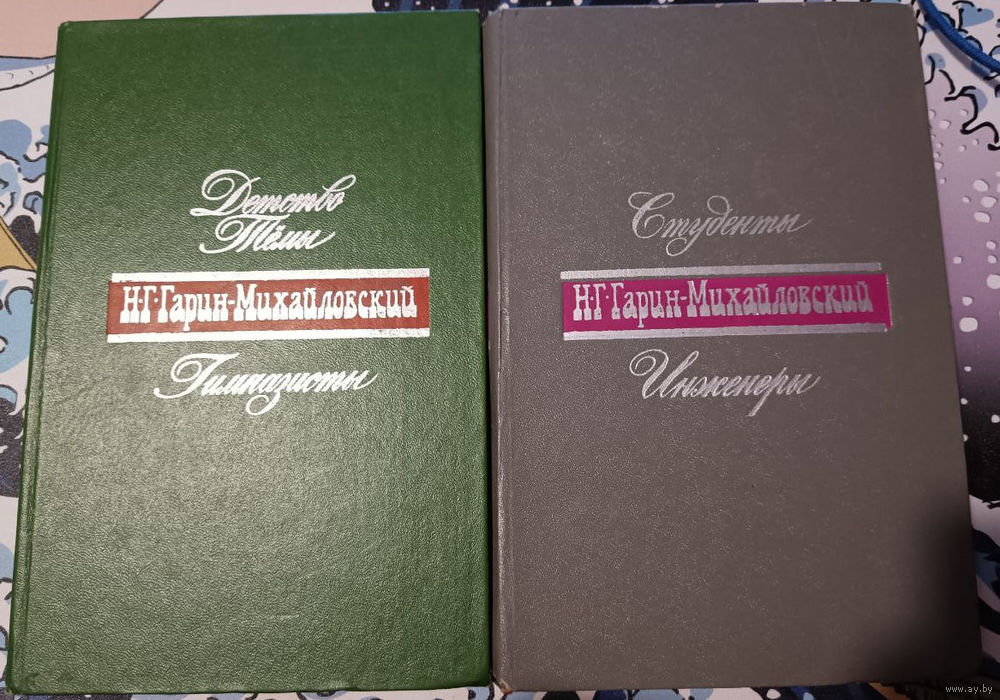 Детство
Тёмы
Н·Г·Гарин-Михайловский
Гимназисты
Студенты
Н·Г·Гарин-Михайловский
Инженеры
www.ay.by